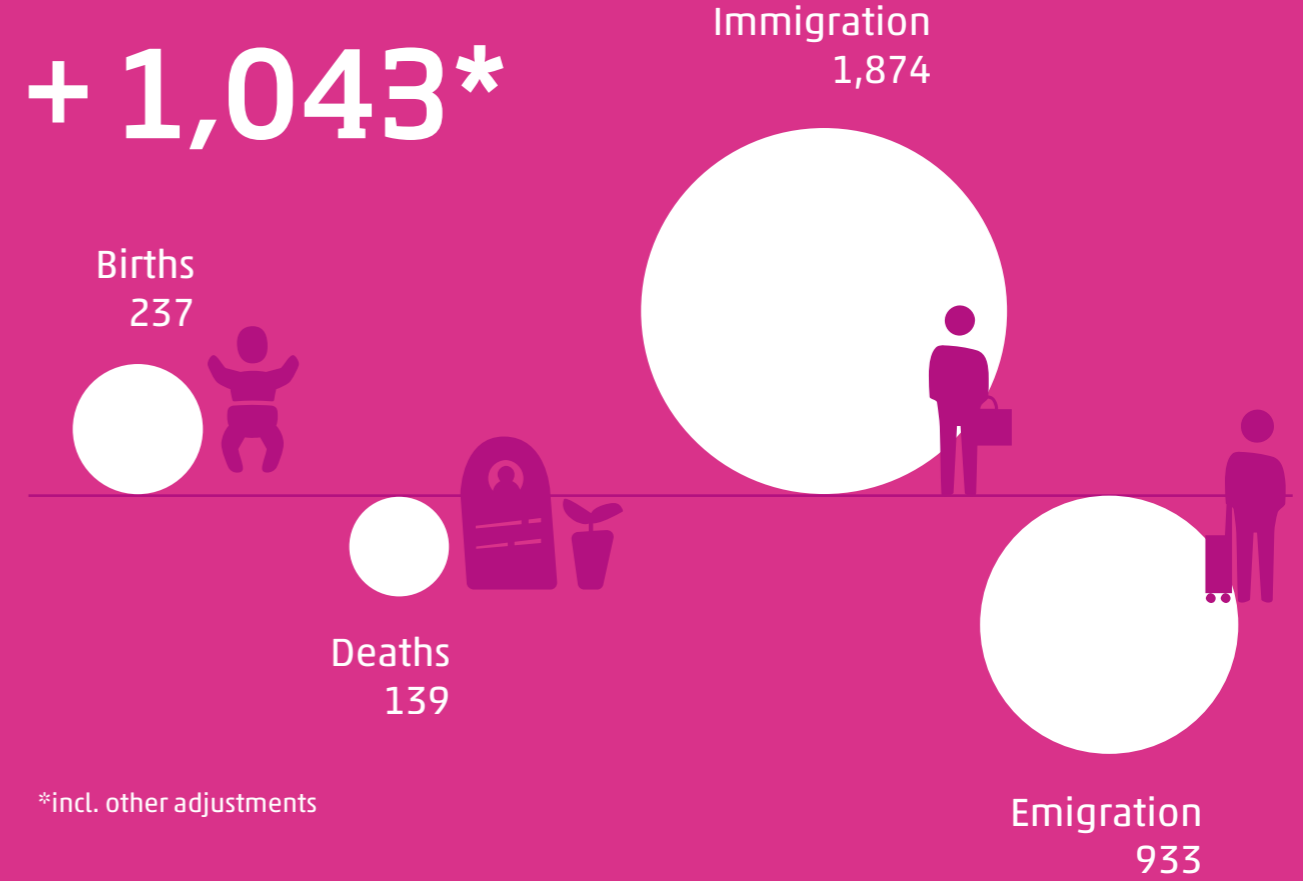 + 1,043*
Immigration
1,874
Births
237
Deaths
139
*incl. other adjustments
Emigration
933